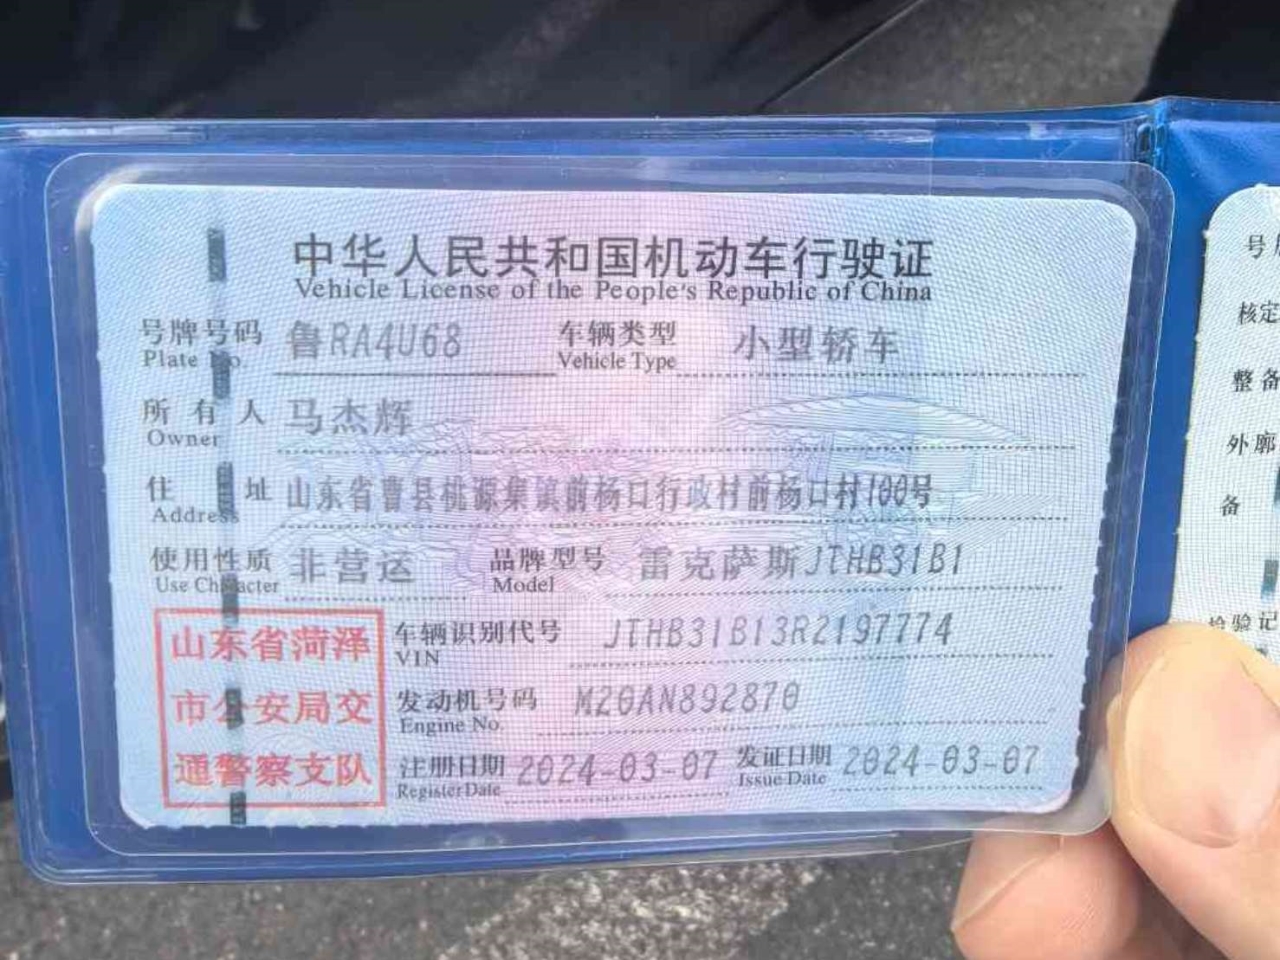 中华人民共和国机动车行驶证
Vehicle License of the People's Republic of China
号牌号码 鲁RA4U68 车辆类型 小型轿车
Plate No. Vehicle Type
所有人 马杰辉
Owner
住址 山东省曹县桃源集镇前杨口行政村前杨口村100号
Address
使用性质 非营运 品牌型号 雷克萨斯JTHB31B1
Use Character Model
山东省菏泽
市公安局交
通警察支队
车辆识别代号 JTHB31B13R2197774
VIN
发动机号码 M20AN892870
Engine No.
注册日期 2024-03-07 发证日期 2024-03-07
Register Date Issue Date
号
核定
整备
外廓
备
检验记